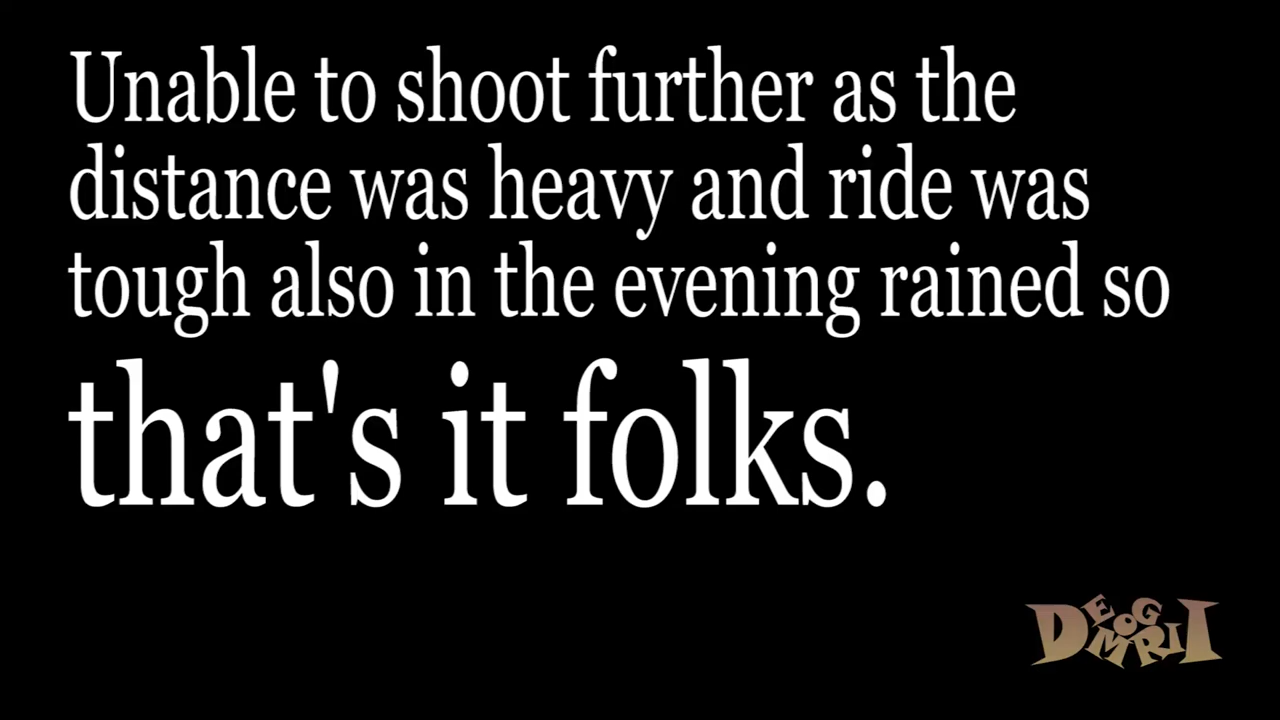 Unable to shoot further as the
distance was heavy and ride was
tough also in the evening rained so
that's it folks.